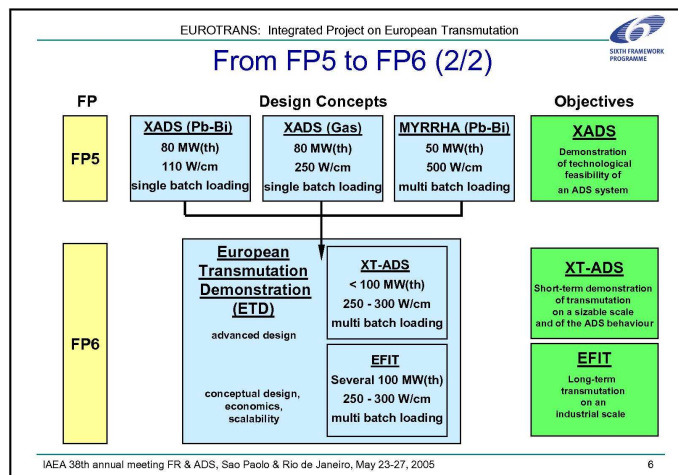 EUROTRANS: Integrated Project on European Transmutation
SIXTH FRAMEWORK
PROGRAMME
From FP5 to FP6 (2/2)
FP
Design Concepts
Objectives
FP5
XADS (Pb-Bi)
80 MW(th)
110 W/cm
single batch loading
XADS (Gas)
80 MW(th)
250 W/cm
single batch loading
MYRRHA (Pb-Bi)
50 MW(th)
500 W/cm
multi batch loading
XADS
Demonstration
of technological
feasibility of
an ADS system
FP6
European
Transmutation
Demonstration
(ETD)
advanced design
conceptual design,
economics,
scalability
XT-ADS
< 100 MW(th)
250 - 300 W/cm
multi batch loading
EFIT
Several 100 MW(th)
250 - 300 W/cm
multi batch loading
XT-ADS
Short-term demonstration
of transmutation
on a sizable scale
and of the ADS behaviour
EFIT
Long-term
transmutation
on an
industrial scale
IAEA 38th annual meeting FR & ADS, Sao Paolo & Rio de Janeiro, May 23-27, 2005
6